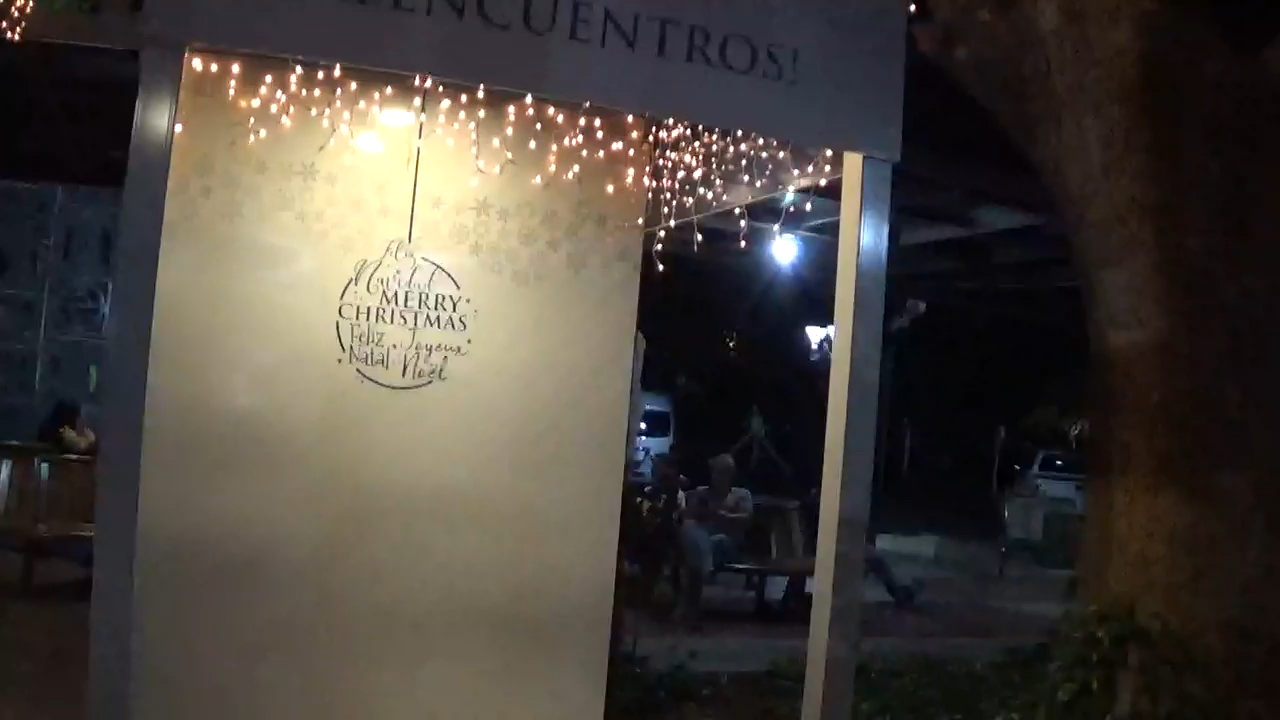 ENCUENTROS!
Feliz
Navidad
MERRY
CHRISTMAS
Feliz Joyeux
Natal Noël